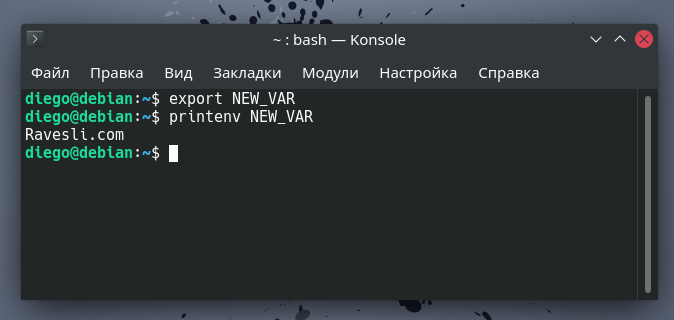 ~ : bash — Konsole
Файл Правка Вид Закладки Модули Настройка Справка
diego@debian:~$ export NEW_VAR
diego@debian:~$ printenv NEW_VAR
Ravesli.com
diego@debian:~$